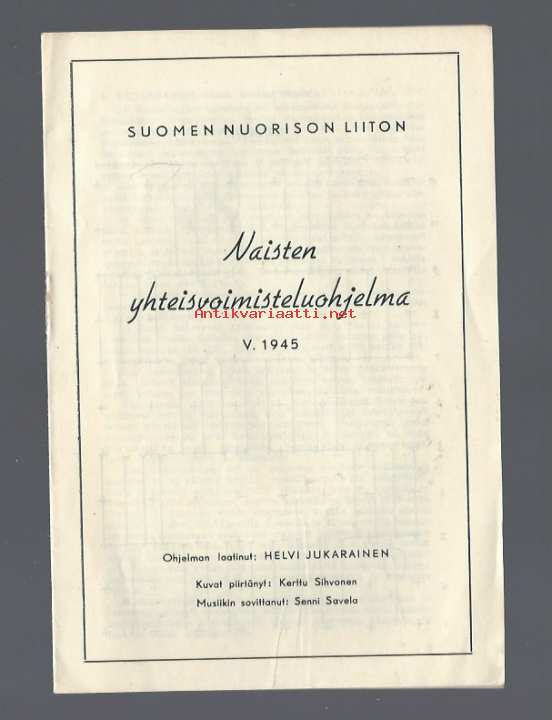 SUOMEN NUORISON LIITON
Naisten
yhteisvoimisteluohjelma
Antikvariaatti.net
V. 1945
Ohjelman laatinut: HELVI JUKARAINEN
Kuvat piirtänyt: Kerttu Sihvonen
Musiikin sovittanut: Senni Savela